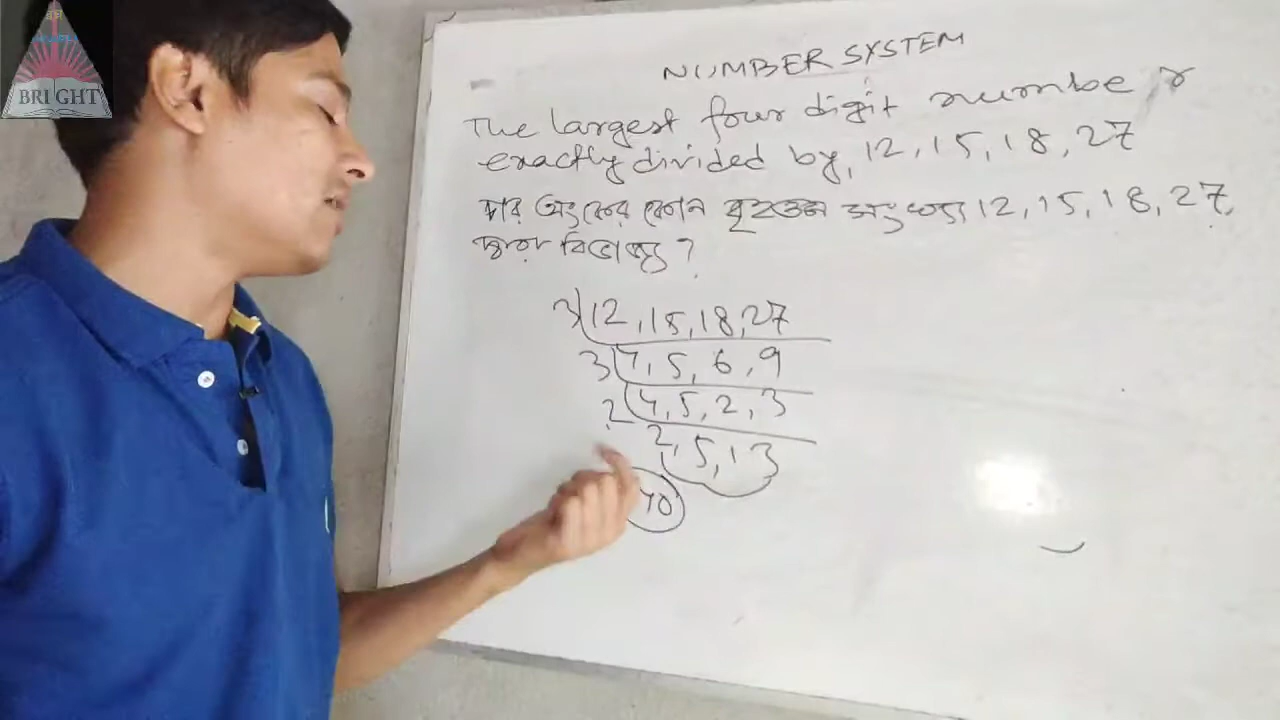 BRIGHT
NUMBER SYSTEM
The largest four digit number
exactly divided by, 12, 15, 18, 27
চার অংকের কোন বৃহত্তম সংখ্যা 12, 15, 18, 27,
দ্বারা বিভাজ্য ?
3) 12, 15, 18, 27
3) 4, 5, 6, 9
2) 4, 5, 2, 3
2, 5, 1, 3
40